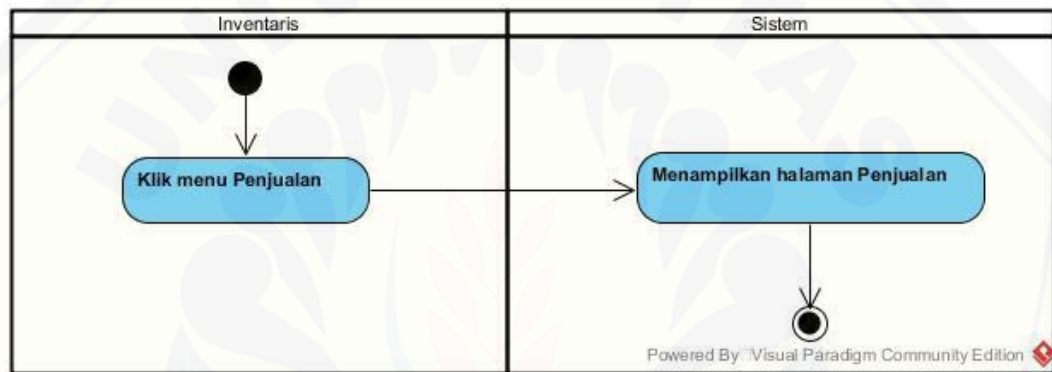 Inventaris
Sistem
Klik menu Penjualan
Menampilkan halaman Penjualan
Powered By Visual Paradigm Community Edition